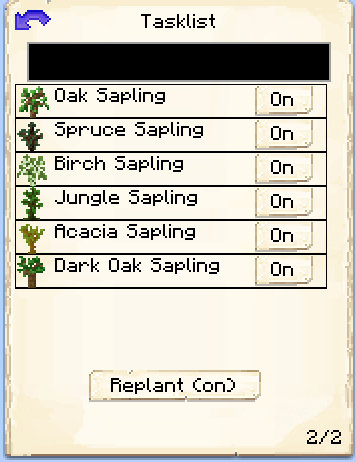 Tasklist
Oak Sapling On
Spruce Sapling On
Birch Sapling On
Jungle Sapling On
Acacia Sapling On
Dark Oak Sapling On
Replant (on)
2/2